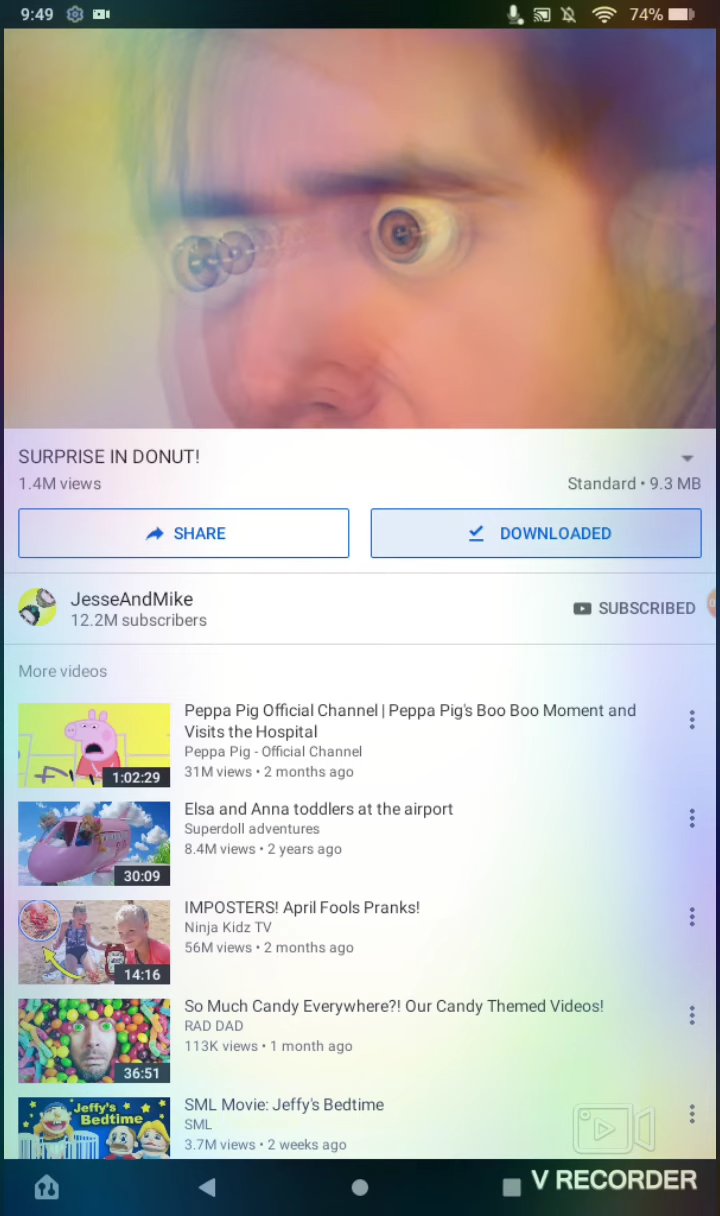 9:49
74%
SURPRISE IN DONUT!
1.4M views
Standard • 9.3 MB
SHARE
DOWNLOADED
JesseAndMike
12.2M subscribers
SUBSCRIBED
More videos
Peppa Pig Official Channel | Peppa Pig's Boo Boo Moment and
Visits the Hospital
Peppa Pig - Official Channel
31M views • 2 months ago
1:02:29
Elsa and Anna toddlers at the airport
Superdoll adventures
8.4M views • 2 years ago
30:09
IMPOSTERS! April Fools Pranks!
Ninja Kidz TV
56M views • 2 months ago
14:16
So Much Candy Everywhere?! Our Candy Themed Videos!
RAD DAD
113K views • 1 month ago
36:51
Jeffy's
Bedtime
SML Movie: Jeffy's Bedtime
SML
3.7M views • 2 weeks ago
V RECORDER